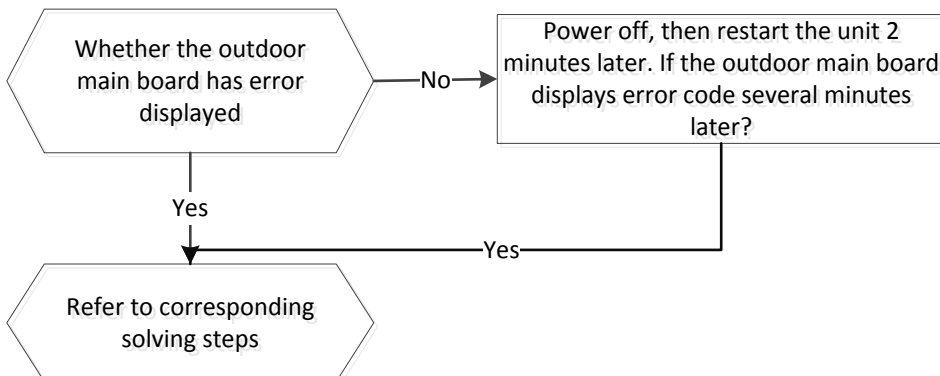 Whether the outdoor
main board has error
displayed
No
Power off, then restart the unit 2
minutes later. If the outdoor main board
displays error code several minutes
later?
Yes
Yes
Refer to corresponding
solving steps